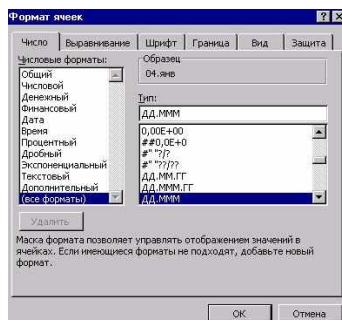 Формат ячеек
Число Выравнивание Шрифт Граница Вид Защита
Числовые форматы:
Общий
Числовой
Денежный
Финансовый
Дата
Время
Процентный
Дробный
Экспоненциальный
Текстовый
Дополнительный
(все форматы)
Образец
04.янв
Тип:
ДД.МММ
0,00E+00
##0,0E+0
#" "?/?
#" "??/??
ДД.ММ.ГГ
ДД.МММ.ГГ
ДД.МММ
Удалить
Маска формата позволяет управлять отображением значений в
ячейках. Если имеющиеся форматы не подходят, добавьте новый
формат.
OK Отмена